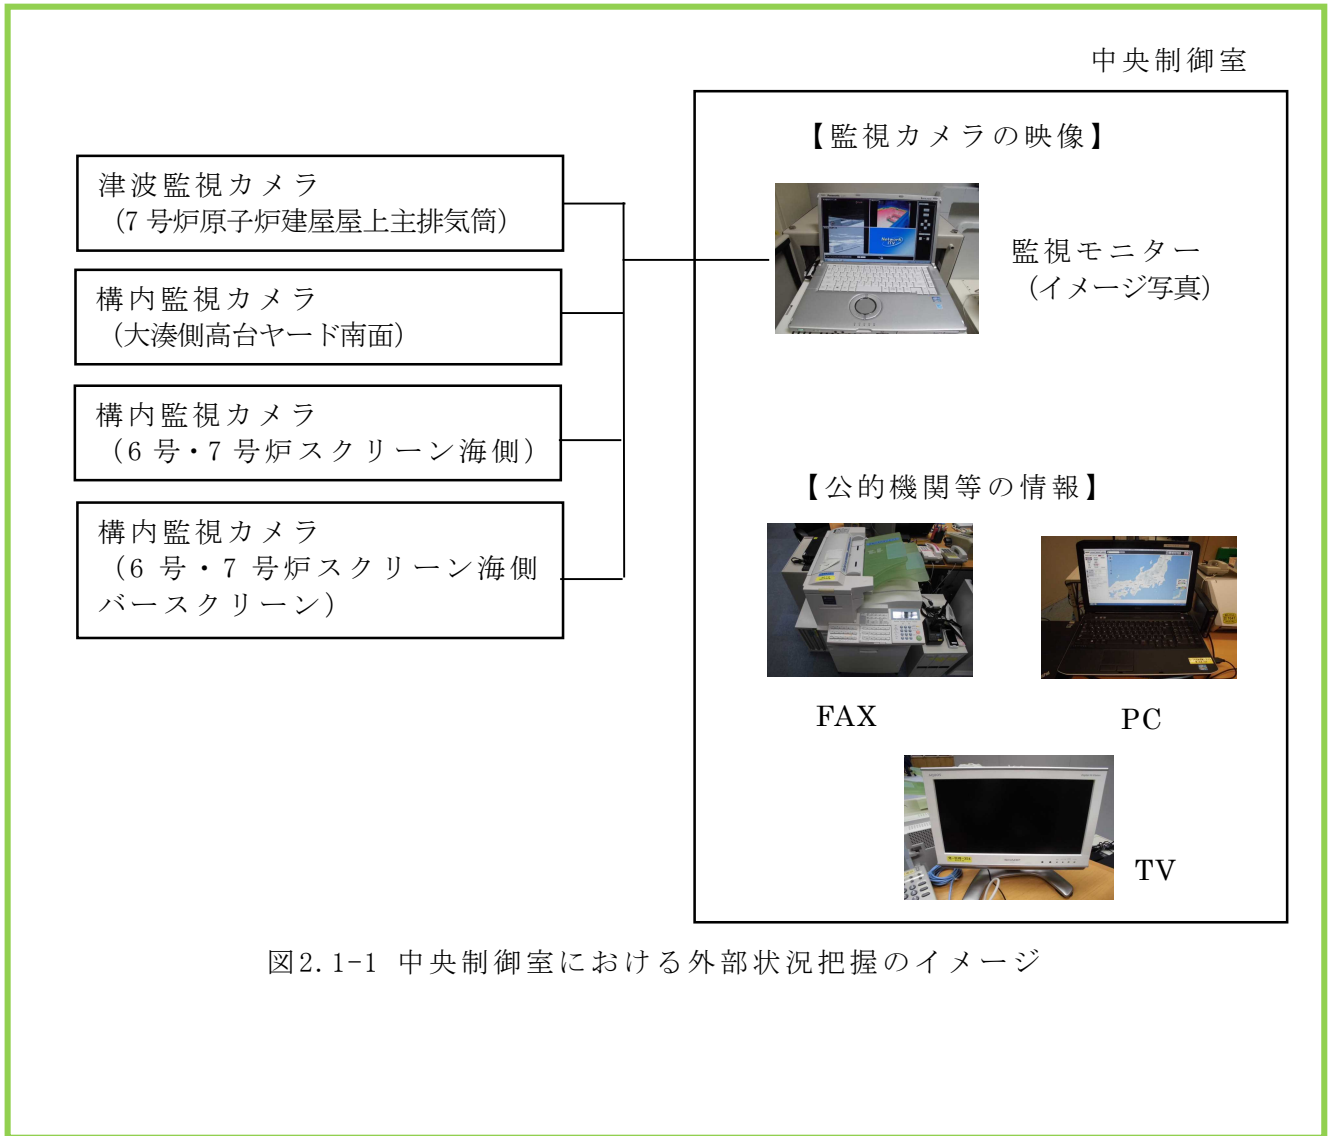 中央制御室
津波監視カメラ
（7 号炉原子炉建屋屋上主排気筒）
構内監視カメラ
（大湊側高台ヤード南面）
構内監視カメラ
（6 号・7 号炉スクリーン海側）
構内監視カメラ
（6 号・7 号炉スクリーン海側
バースクリーン）
【監視カメラの映像】
監視モニター
（イメージ写真）
【公的機関等の情報】
FAX
PC
TV
図2.1-1 中央制御室における外部状況把握のイメージ